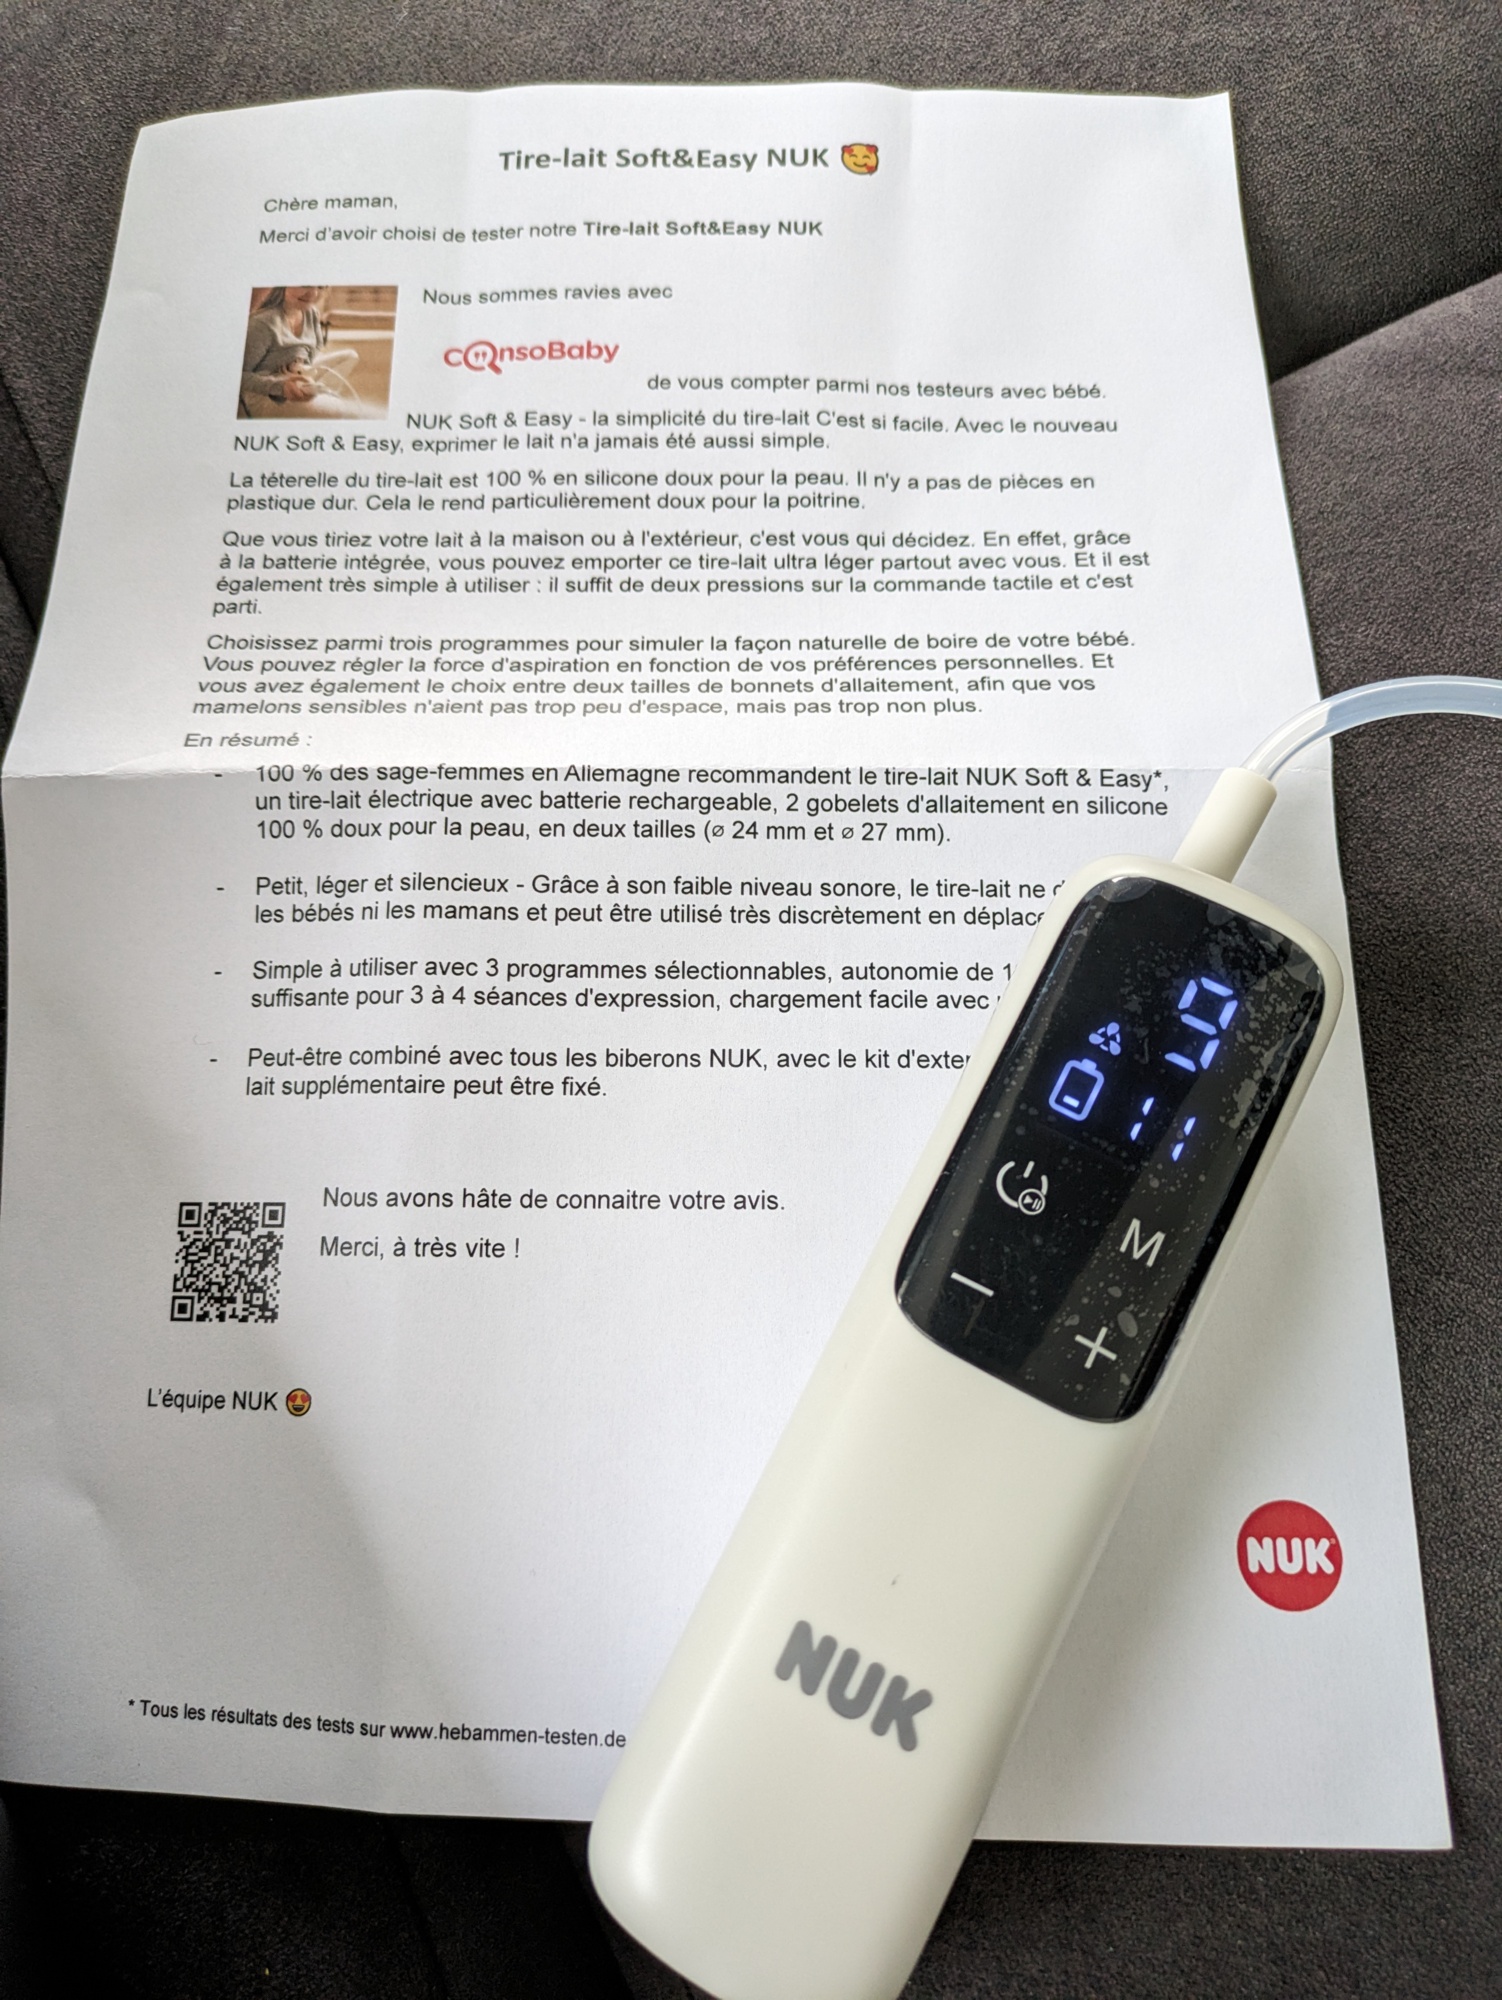 Tire-lait Soft&Easy NUK
Chère maman,
Merci d'avoir choisi de tester notre Tire-lait Soft&Easy NUK
Nous sommes ravies avec
ConsoBaby
de vous compter parmi nos testeurs avec bébé.
NUK Soft & Easy - la simplicité du tire-lait C'est si facile. Avec le nouveau
NUK Soft & Easy, exprimer le lait n'a jamais été aussi simple.
La téterelle du tire-lait est 100 % en silicone doux pour la peau. Il n'y a pas de pièces en
plastique dur. Cela le rend particulièrement doux pour la poitrine.
Que vous tiriez votre lait à la maison ou à l'extérieur, c'est vous qui décidez. En effet, grâce
à la batterie intégrée, vous pouvez emporter ce tire-lait ultra léger partout avec vous. Et il est
également très simple à utiliser : il suffit de deux pressions sur la commande tactile et c'est
parti.
Choisissez parmi trois programmes pour simuler la façon naturelle de boire de votre bébé.
Vous pouvez régler la force d'aspiration en fonction de vos préférences personnelles. Et
vous avez également le choix entre deux tailles de bonnets d'allaitement, afin que vos
mamelons sensibles n'aient pas trop peu d'espace, mais pas trop non plus.
En résumé :
- 100 % des sage-femmes en Allemagne recommandent le tire-lait NUK Soft & Easy*,
un tire-lait électrique avec batterie rechargeable, 2 gobelets d'allaitement en silicone
100 % doux pour la peau, en deux tailles (ø 24 mm et ø 27 mm).
- Petit, léger et silencieux - Grâce à son faible niveau sonore, le tire-lait ne
les bébés ni les mamans et peut être utilisé très discrètement en déplace
- Simple à utiliser avec 3 programmes sélectionnables, autonomie de 1
suffisante pour 3 à 4 séances d'expression, chargement facile avec
- Peut-être combiné avec tous les biberons NUK, avec le kit d'exter
lait supplémentaire peut être fixé.
Nous avons hâte de connaitre votre avis.
Merci, à très vite !
L'équipe NUK
* Tous les résultats des tests sur www.hebammen-testen.de
NUK
9
11
M
- +
NUK